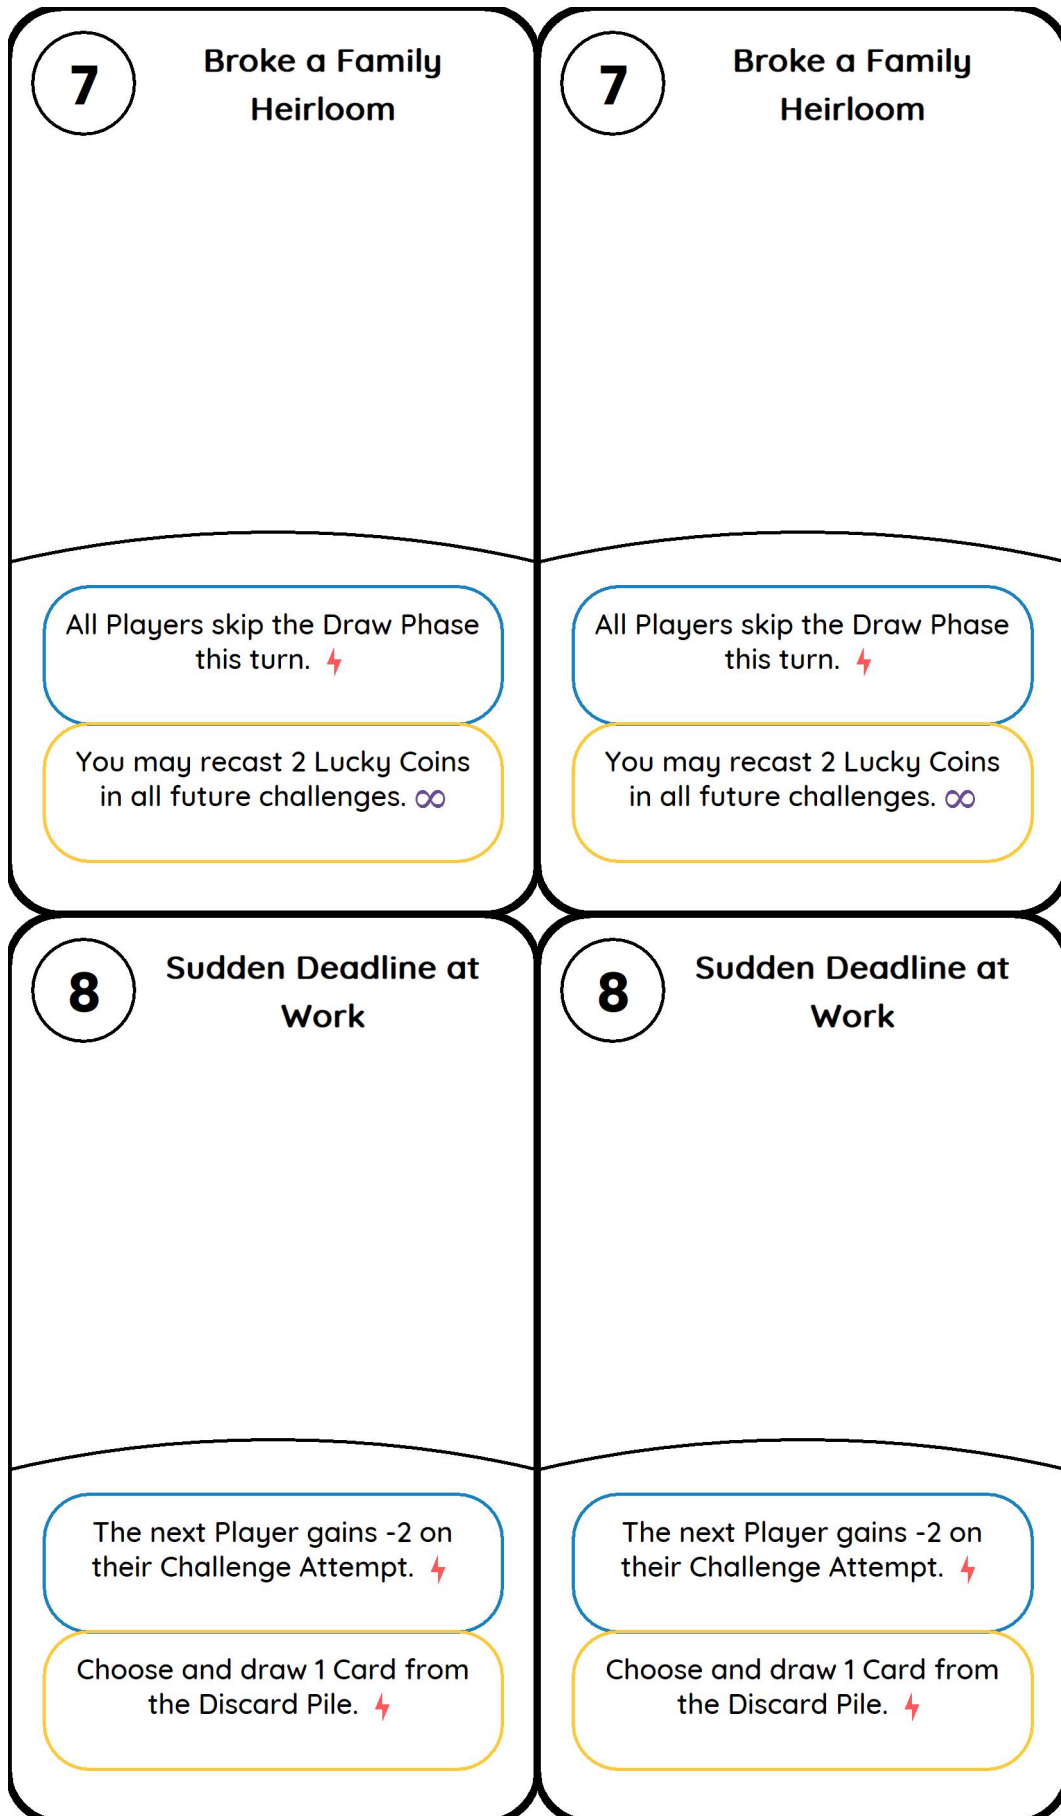 7
Broke a Family
Heirloom
All Players skip the Draw Phase
this turn.
You may recast 2 Lucky Coins
in all future challenges. ∞
7
Broke a Family
Heirloom
All Players skip the Draw Phase
this turn.
You may recast 2 Lucky Coins
in all future challenges. ∞
8
Sudden Deadline at
Work
The next Player gains -2 on
their Challenge Attempt.
Choose and draw 1 Card from
the Discard Pile.
8
Sudden Deadline at
Work
The next Player gains -2 on
their Challenge Attempt.
Choose and draw 1 Card from
the Discard Pile.